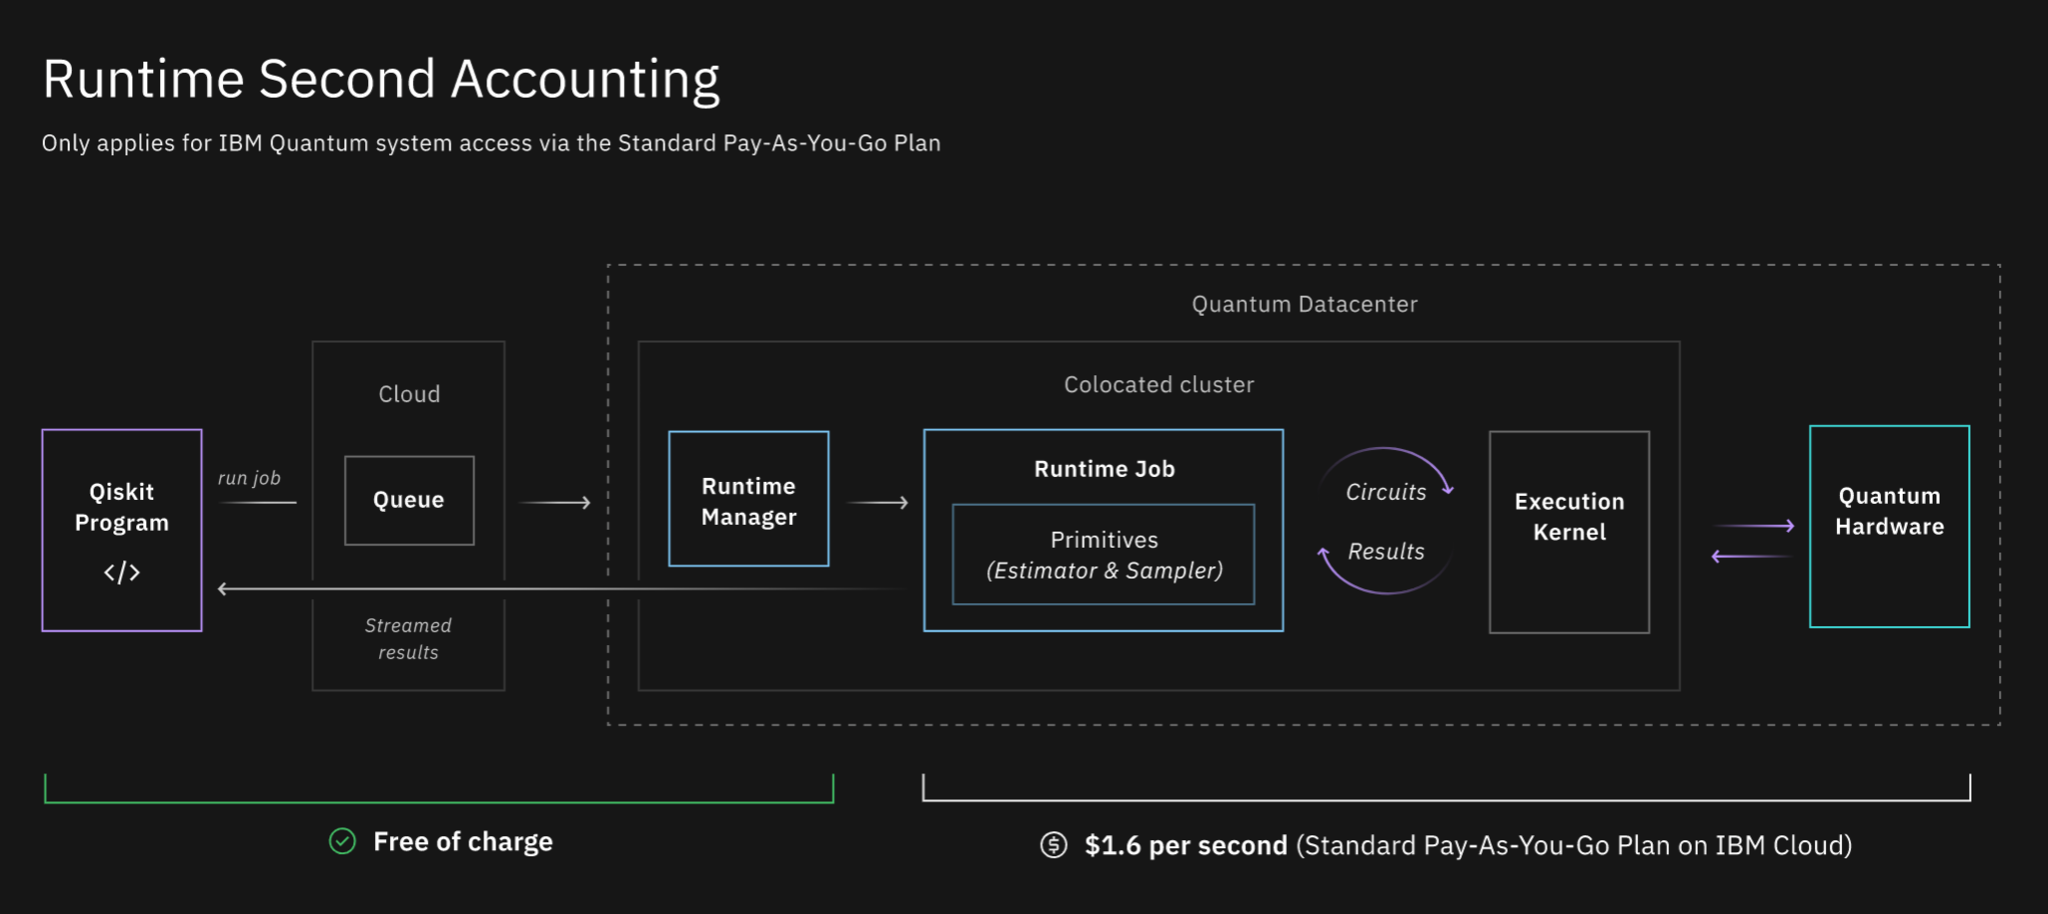 Runtime Second Accounting
Only applies for IBM Quantum system access via the Standard Pay-As-You-Go Plan
Quantum Datacenter
Cloud
Colocated cluster
Qiskit
Program
</>
run job
Queue
Streamed
results
Runtime
Manager
Runtime Job
Primitives
(Estimator & Sampler)
Circuits
Results
Execution
Kernel
Quantum
Hardware
Free of charge
$ $1.6 per second (Standard Pay-As-You-Go Plan on IBM Cloud)